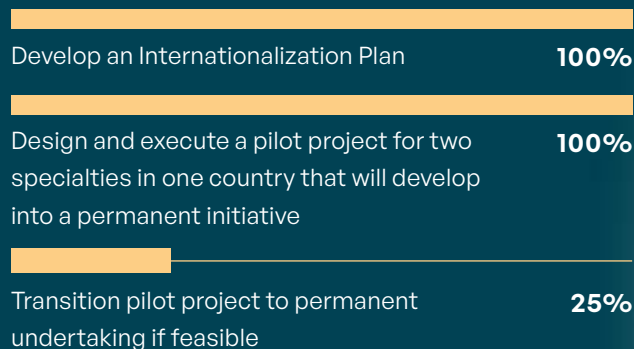 Develop an Internationalization Plan 100%
Design and execute a pilot project for two 100%
specialties in one country that will develop
into a permanent initiative
Transition pilot project to permanent 25%
undertaking if feasible